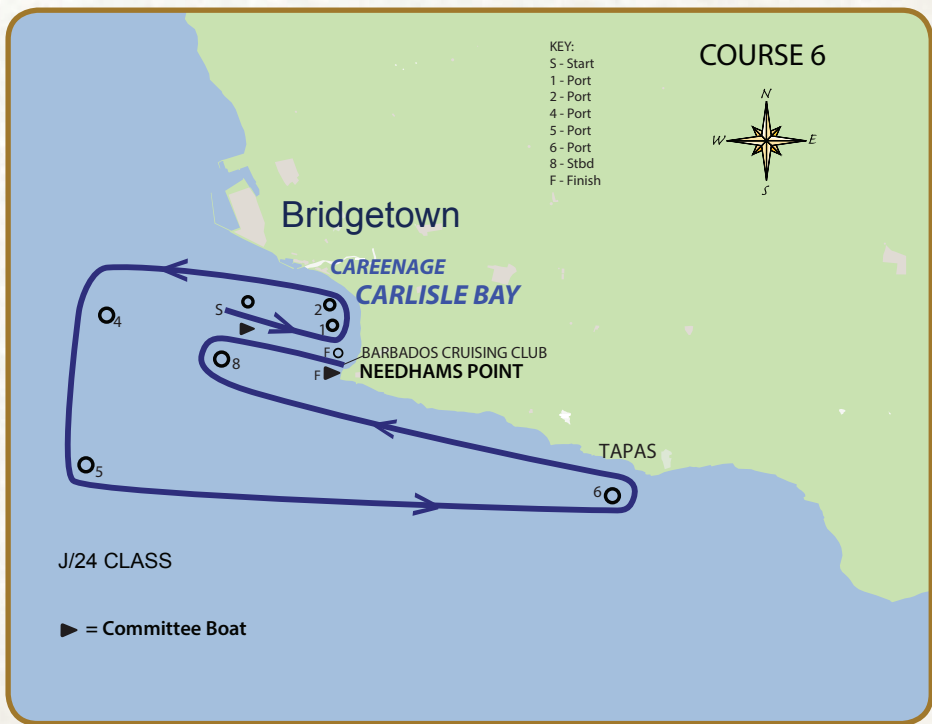 KEY:
S - Start
1 - Port
2 - Port
4 - Port
5 - Port
6 - Port
8 - Stbd
F - Finish
COURSE 6
N
W
E
S
Bridgetown
CAREENAGE
CARLISLE BAY
S
2
1
4
F
BARBADOS CRUISING CLUB
8
F
NEEDHAMS POINT
TAPAS
5
6
J/24 CLASS
= Committee Boat